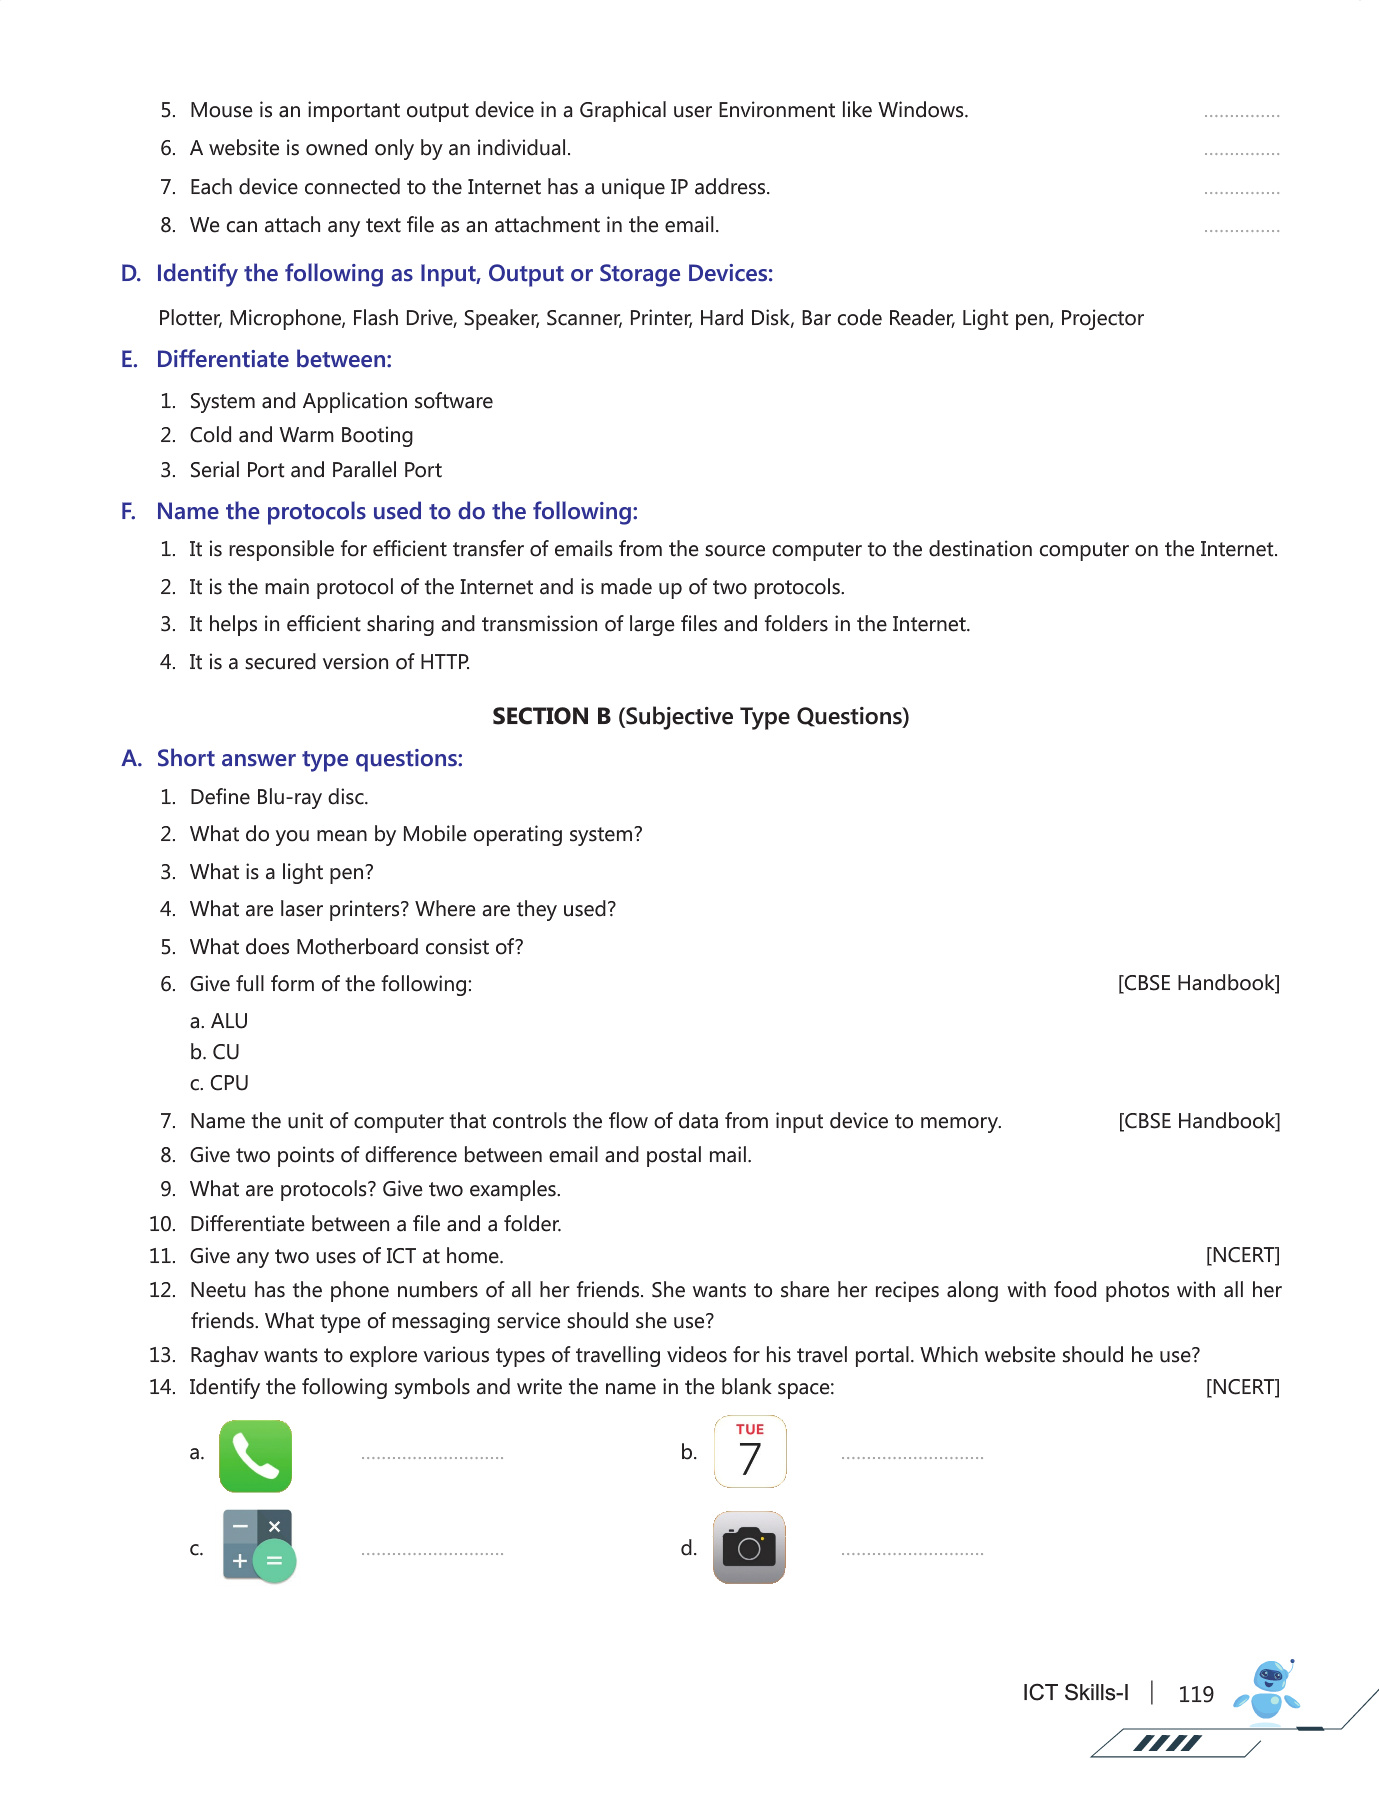 5. Mouse is an important output device in a Graphical user Environment like Windows. ...............
6. A website is owned only by an individual. ...............
7. Each device connected to the Internet has a unique IP address. ...............
8. We can attach any text file as an attachment in the email. ...............
D. Identify the following as Input, Output or Storage Devices:
Plotter, Microphone, Flash Drive, Speaker, Scanner, Printer, Hard Disk, Bar code Reader, Light pen, Projector
E. Differentiate between:
1. System and Application software
2. Cold and Warm Booting
3. Serial Port and Parallel Port
F. Name the protocols used to do the following:
1. It is responsible for efficient transfer of emails from the source computer to the destination computer on the Internet.
2. It is the main protocol of the Internet and is made up of two protocols.
3. It helps in efficient sharing and transmission of large files and folders in the Internet.
4. It is a secured version of HTTP.
SECTION B (Subjective Type Questions)
A. Short answer type questions:
1. Define Blu-ray disc.
2. What do you mean by Mobile operating system?
3. What is a light pen?
4. What are laser printers? Where are they used?
5. What does Motherboard consist of?
6. Give full form of the following: [CBSE Handbook]
a. ALU
b. CU
c. CPU
7. Name the unit of computer that controls the flow of data from input device to memory. [CBSE Handbook]
8. Give two points of difference between email and postal mail.
9. What are protocols? Give two examples.
10. Differentiate between a file and a folder.
11. Give any two uses of ICT at home. [NCERT]
12. Neetu has the phone numbers of all her friends. She wants to share her recipes along with food photos with all her
friends. What type of messaging service should she use?
13. Raghav wants to explore various types of travelling videos for his travel portal. Which website should he use?
14. Identify the following symbols and write the name in the blank space: [NCERT]
a. ............................ b. TUE 7 ............................
c. − × + = ............................ d. ............................
ICT Skills-I | 119